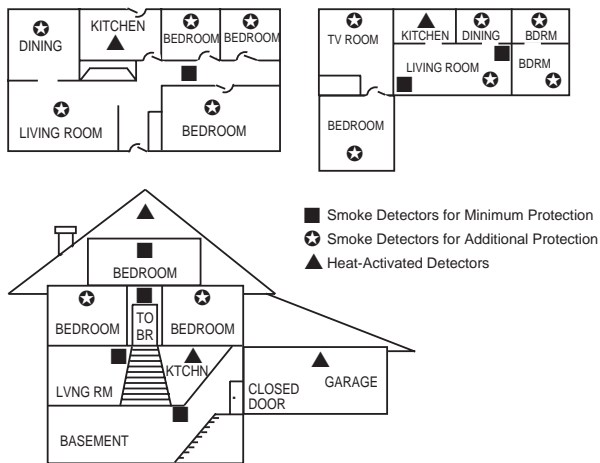 DINING
KITCHEN
BEDROOM
BEDROOM
LIVING ROOM
BEDROOM
TV ROOM
KITCHEN
DINING
BDRM
LIVING ROOM
BDRM
BEDROOM
Smoke Detectors for Minimum Protection
Smoke Detectors for Additional Protection
Heat-Activated Detectors
BEDROOM
BEDROOM
TO
BR
BEDROOM
LVNG RM
KTCHN
CLOSED
DOOR
GARAGE
BASEMENT